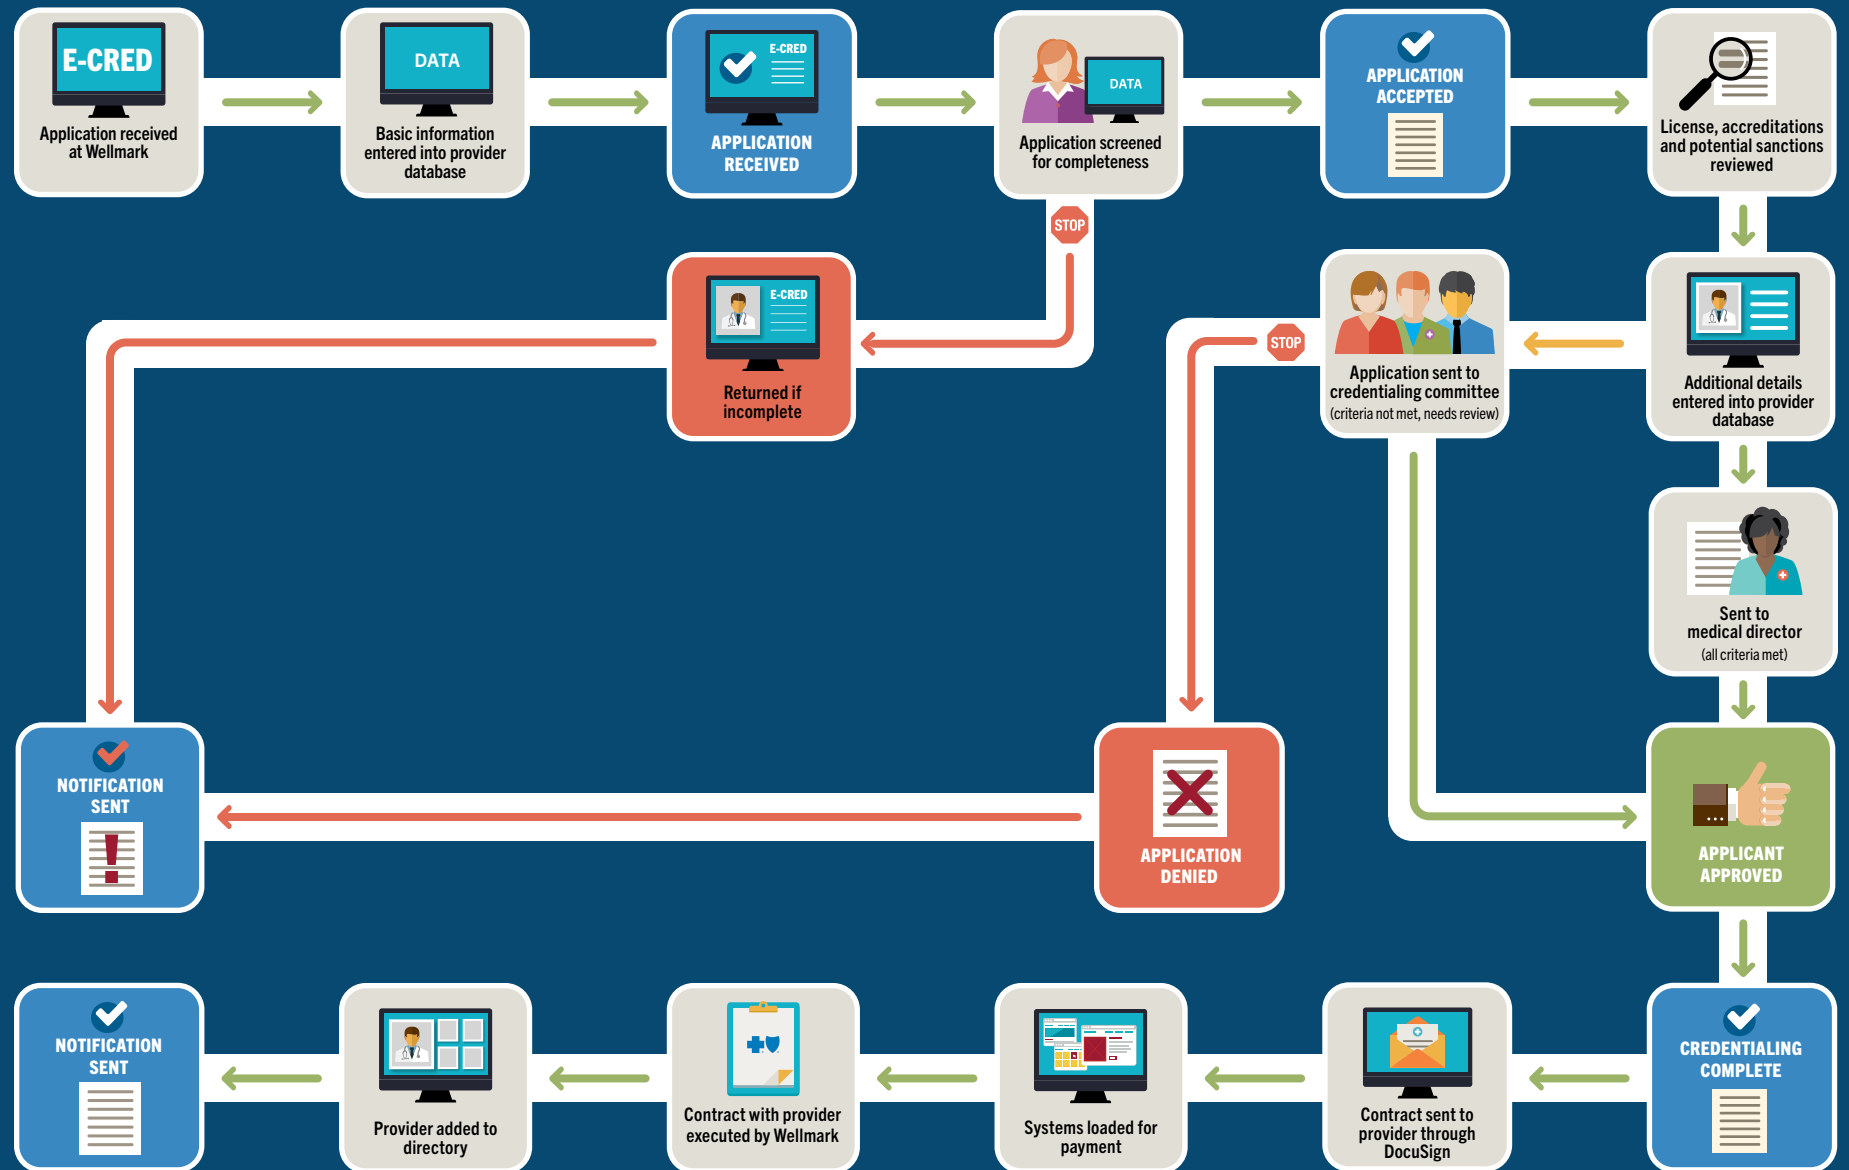 E-CRED
Application received
at Wellmark
DATA
Basic information
entered into provider
database
E-CRED
APPLICATION
RECEIVED
DATA
Application screened
for completeness
APPLICATION
ACCEPTED
License, accreditations
and potential sanctions
reviewed
STOP
E-CRED
Returned if
incomplete
STOP
Application sent to
credentialing committee
(criteria not met, needs review)
Additional details
entered into provider
database
Sent to
medical director
(all criteria met)
NOTIFICATION
SENT
!
APPLICATION
DENIED
APPLICANT
APPROVED
NOTIFICATION
SENT
Provider added to
directory
Contract with provider
executed by Wellmark
Systems loaded for
payment
Contract sent to
provider through
DocuSign
CREDENTIALING
COMPLETE